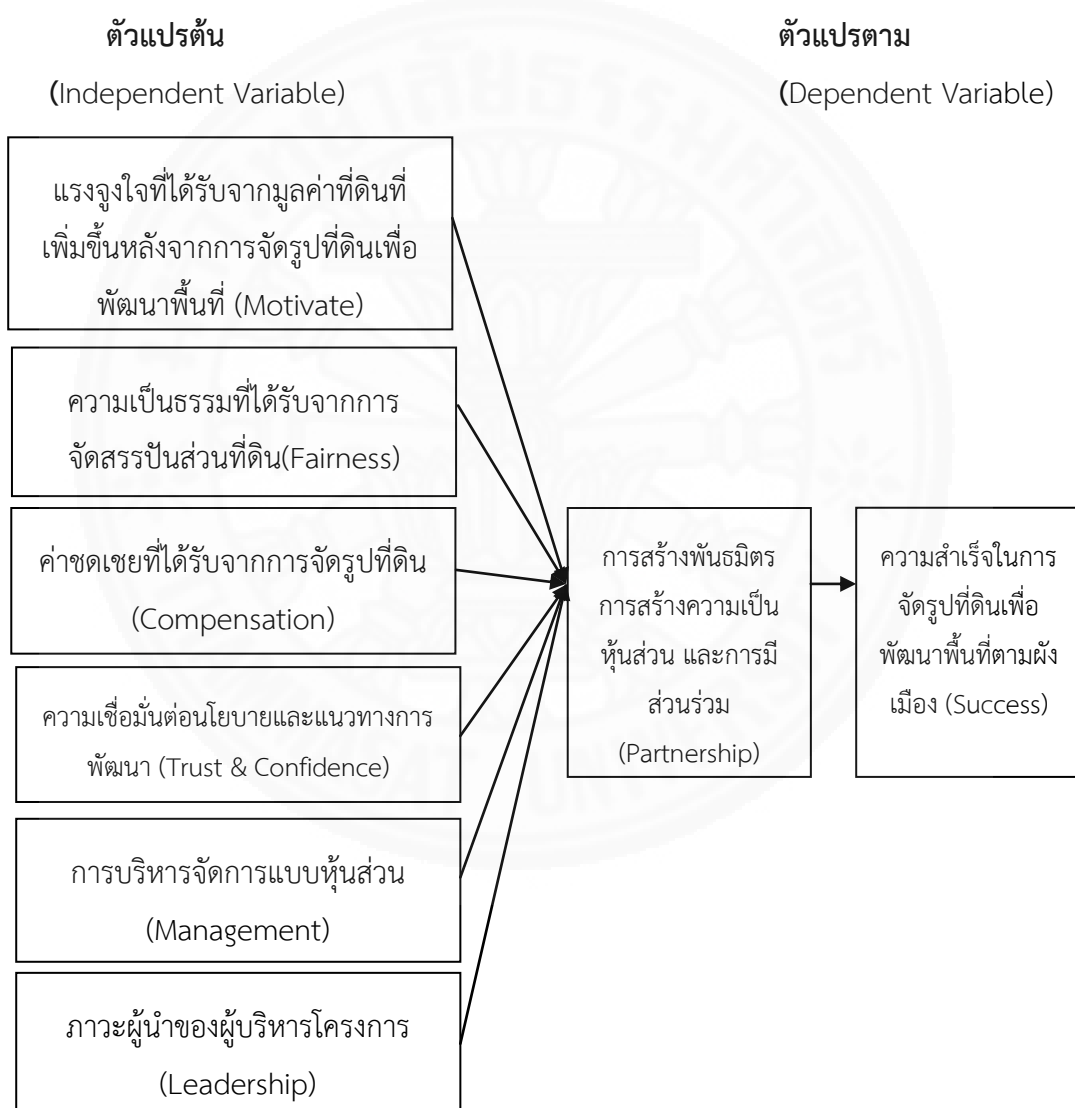 ตัวแปรต้น
(Independent Variable)
ตัวแปรตาม
(Dependent Variable)
แรงจูงใจที่ได้รับจากมูลค่าที่ดินที่
เพิ่มขึ้นหลังจากการจัดรูปที่ดินเพื่อ
พัฒนาพื้นที่ (Motivate)
ความเป็นธรรมที่ได้รับจากการ
จัดสรรปันส่วนที่ดิน(Fairness)
ค่าชดเชยที่ได้รับจากการจัดรูปที่ดิน
(Compensation)
ความเชื่อมั่นต่อนโยบายและแนวทางการ
พัฒนา (Trust & Confidence)
การบริหารจัดการแบบหุ้นส่วน
(Management)
ภาวะผู้นำของผู้บริหารโครงการ
(Leadership)
การสร้างพันธมิตร
การสร้างความเป็น
หุ้นส่วน และการมี
ส่วนร่วม
(Partnership)
ความสำเร็จในการ
จัดรูปที่ดินเพื่อ
พัฒนาพื้นที่ตามผัง
เมือง (Success)